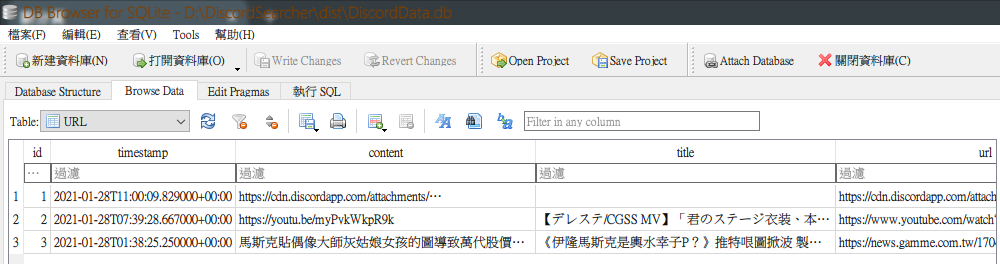 DB Browser for SQLite - D:\DiscordSearcher\dist\DiscordData.db
檔案(F) 編輯(E) 查看(V) Tools 幫助(H)
新建資料庫(N) 打開資料庫(O) Write Changes Revert Changes Open Project Save Project Attach Database 關閉資料庫(C)
Database Structure Browse Data Edit Pragmas 執行 SQL
Table: URL Filter in any column
id timestamp content title url
… 過濾 過濾 過濾 過濾
1 1 2021-01-28T11:00:09.829000+00:00 https://cdn.discordapp.com/attachments/… https://cdn.discordapp.com/attach
2 2 2021-01-28T07:39:28.667000+00:00 https://youtu.be/myPvkWkpR9k 【デレステ/CGSS MV】「君のステージ衣装、本… https://www.youtube.com/watch?
3 3 2021-01-28T01:38:25.250000+00:00 馬斯克貼偶像大師灰姑娘女孩的圖導致萬代股價… 《伊隆馬斯克是輿水幸子P？》推特哏圖掀波 製… https://news.gamme.com.tw/170